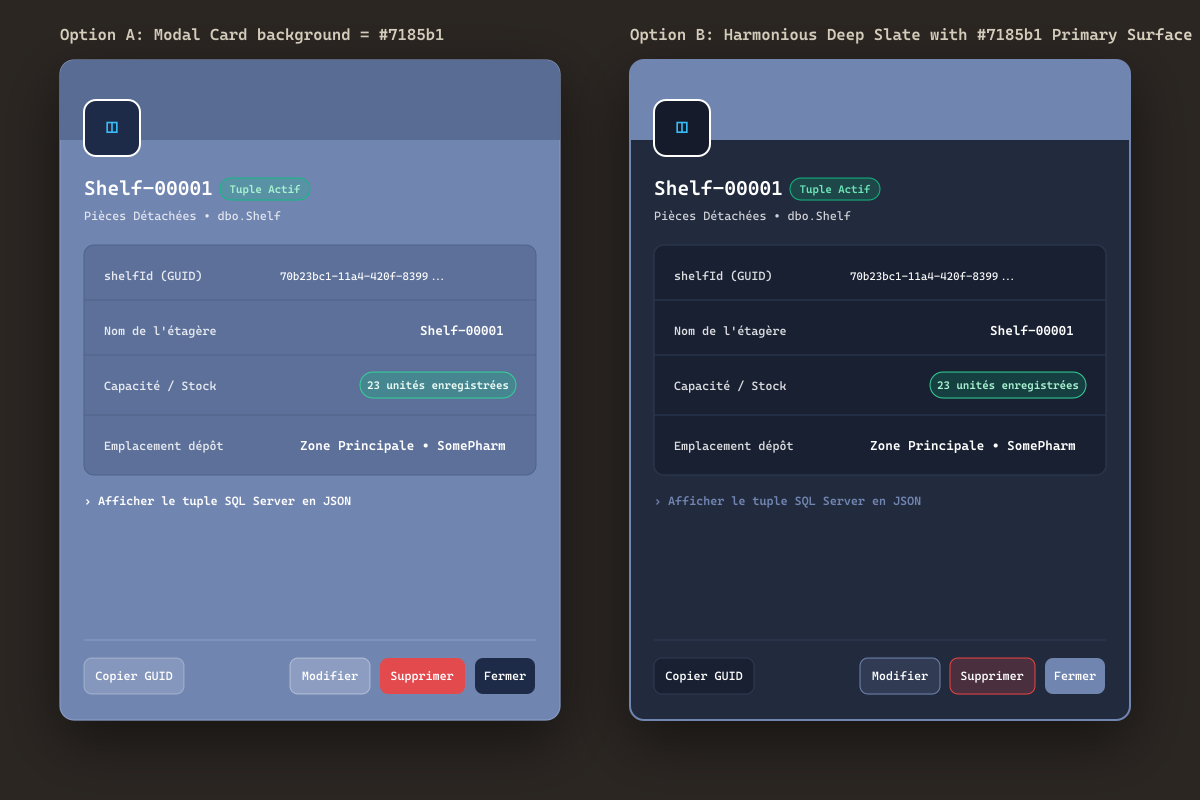 Option A: Modal Card background = #7185b1
Shelf-00001 Tuple Actif
Pièces Détachées • dbo.Shelf
shelfId (GUID) 70b23bc1-11a4-420f-8399...
Nom de l'étagère Shelf-00001
Capacité / Stock 23 unités enregistrées
Emplacement dépôt Zone Principale • SomePharm
› Afficher le tuple SQL Server en JSON
Copier GUID Modifier Supprimer Fermer
Option B: Harmonious Deep Slate with #7185b1 Primary Surface
Shelf-00001 Tuple Actif
Pièces Détachées • dbo.Shelf
shelfId (GUID) 70b23bc1-11a4-420f-8399...
Nom de l'étagère Shelf-00001
Capacité / Stock 23 unités enregistrées
Emplacement dépôt Zone Principale • SomePharm
› Afficher le tuple SQL Server en JSON
Copier GUID Modifier Supprimer Fermer